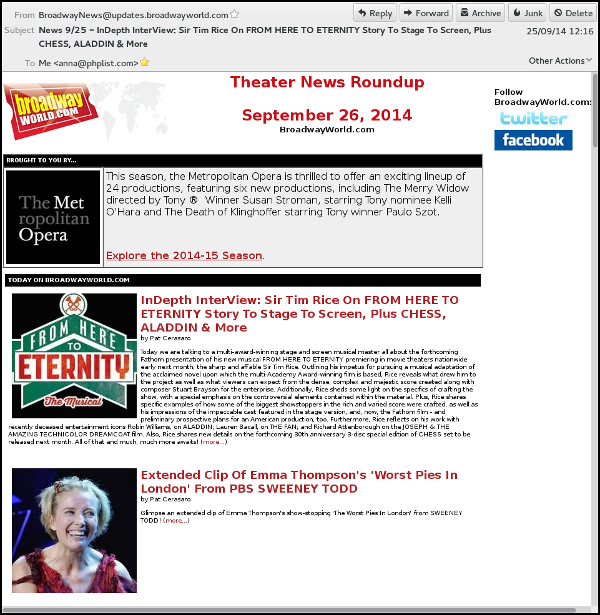 From BroadwayNews@updates.broadwayworld.com
Reply Forward Archive Junk Delete
Subject News 9/25 – InDepth InterView: Sir Tim Rice On FROM HERE TO ETERNITY Story To Stage To Screen, Plus
25/09/14 12:16
CHESS, ALADDIN & More
To Me <anna@phplist.com>
Other Actions
broadway
WORLD.COM
Theater News Roundup
September 26, 2014
BroadwayWorld.com
Follow
BroadwayWorld.com:
twitter
facebook
BROUGHT TO YOU BY...
The Met
ropolitan
Opera
This season, the Metropolitan Opera is thrilled to offer an exciting lineup of
24 productions, featuring six new productions, including The Merry Widow
directed by Tony ® Winner Susan Stroman, starring Tony nominee Kelli
O'Hara and The Death of Klinghoffer starring Tony winner Paulo Szot.
Explore the 2014-15 Season.
TODAY ON BROADWAYWORLD.COM
FROM HERE
TO
ETERNITY
The Musical
InDepth InterView: Sir Tim Rice On FROM HERE TO
ETERNITY Story To Stage To Screen, Plus CHESS,
ALADDIN & More
by Pat Cerasaro
Today we are talking to a multi-award-winning stage and screen musical master all about the forthcoming
Fathom presentation of his new musical FROM HERE TO ETERNITY premiering in movie theaters nationwide
early next month, the sharp and affable Sir Tim Rice. Outlining his impetus for pursuing a musical adaptation of
the acclaimed novel upon which the multi-Academy Award-winning film is based, Rice reveals what drew him to
the project as well as what viewers can expect from the dense, complex and majestic score created along with
composer Stuart Brayson for the enterprise. Additionally, Rice sheds some light on the specifics of crafting the
show, with a special emphasis on the controversial elements contained within the material. Plus, Rice shares
specific examples of how some of the biggest showstoppers in the rich and varied score were crafted, as well as
his impressions of the impeccable cast featured in the stage version, and, now, the Fathom film - and
preliminary prospective plans for an American production, too. Furthermore, Rice reflects on his work with
recently deceased entertainment icons Robin Williams, on ALADDIN; Lauren Bacall, on THE FAN; and Richard Attenborough on the JOSEPH & THE
AMAZING TECHNICOLOR DREAMCOAT film. Also, Rice shares new details on the forthcoming 30th anniversary 3-disc special edition of CHESS set to be
released next month. All of that and much, much more awaits! (more...)
Extended Clip Of Emma Thompson's 'Worst Pies In
London' From PBS SWEENEY TODD
by Pat Cerasaro
Glimpse an extended clip of Emma Thompson's show-stopping 'The Worst Pies In London' from SWEENEY
TODD! (more...)